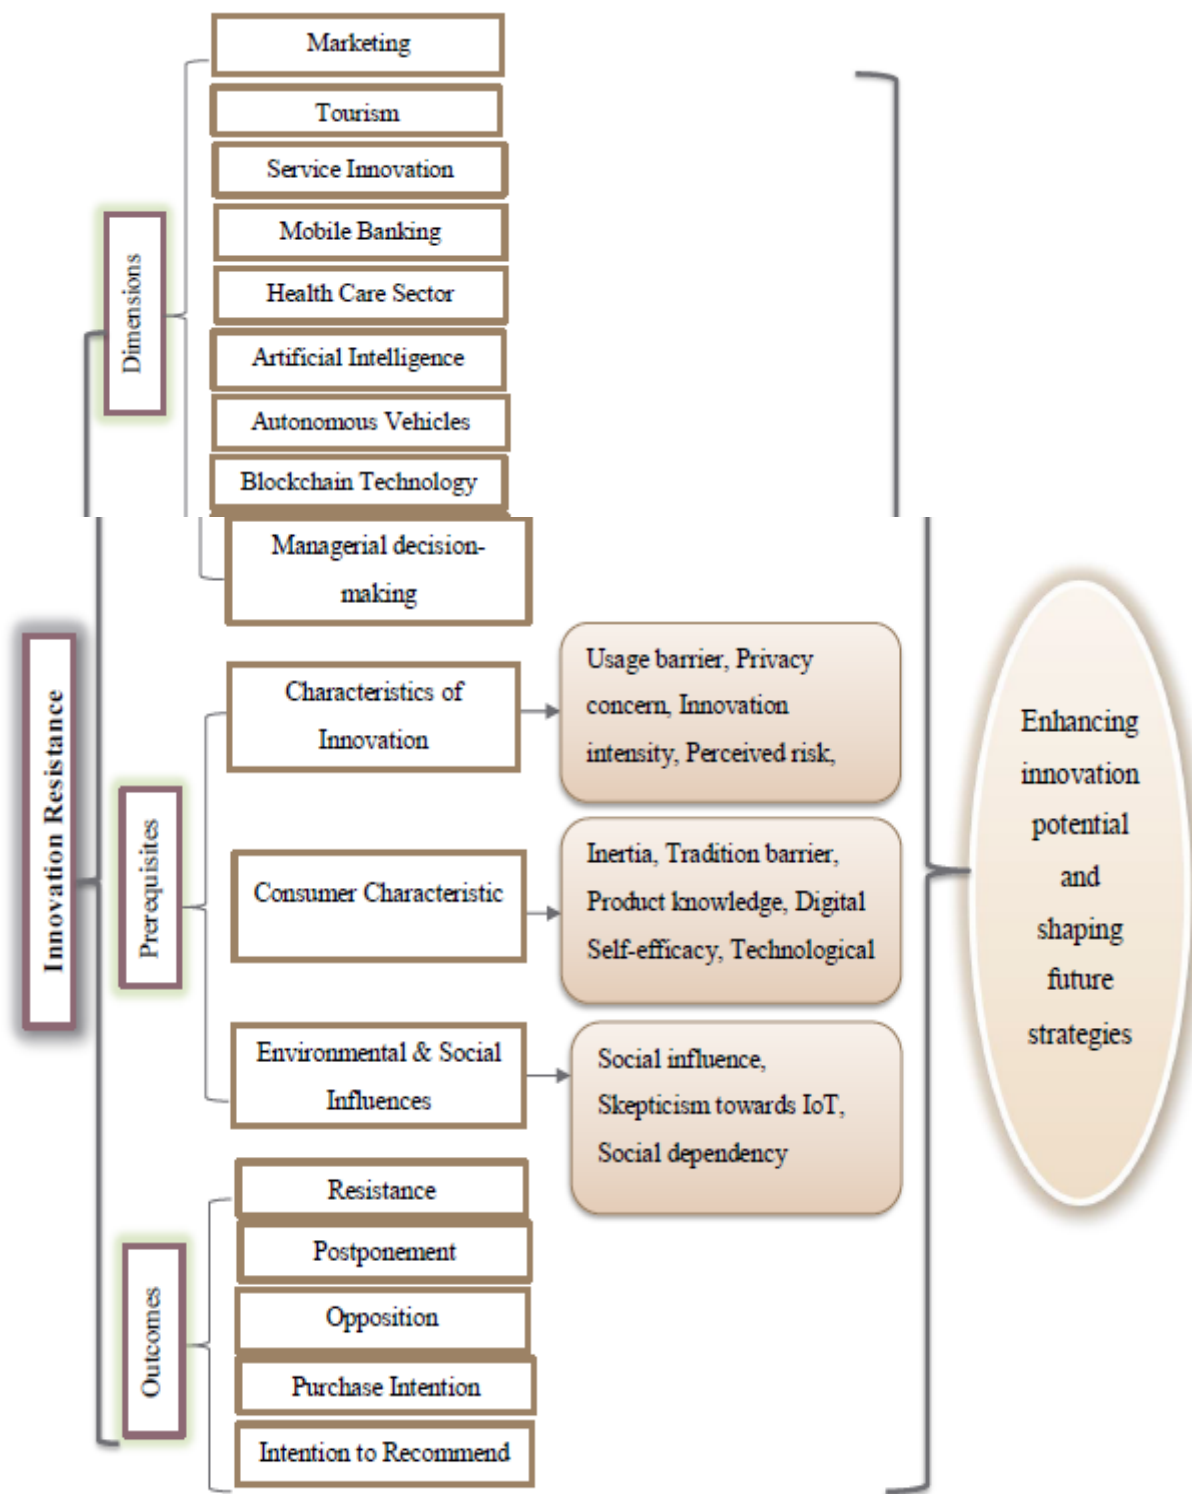 Innovation Resistance
Dimensions
Marketing
Tourism
Service Innovation
Mobile Banking
Health Care Sector
Artificial Intelligence
Autonomous Vehicles
Blockchain Technology
Managerial decision-
making
Prerequisites
Characteristics of
Innovation
Usage barrier, Privacy
concern, Innovation
intensity, Perceived risk,
Consumer Characteristic
Inertia, Tradition barrier,
Product knowledge, Digital
Self-efficacy, Technological
Environmental & Social
Influences
Social influence,
Skepticism towards IoT,
Social dependency
Outcomes
Resistance
Postponement
Opposition
Purchase Intention
Intention to Recommend
Enhancing
innovation
potential
and
shaping
future
strategies